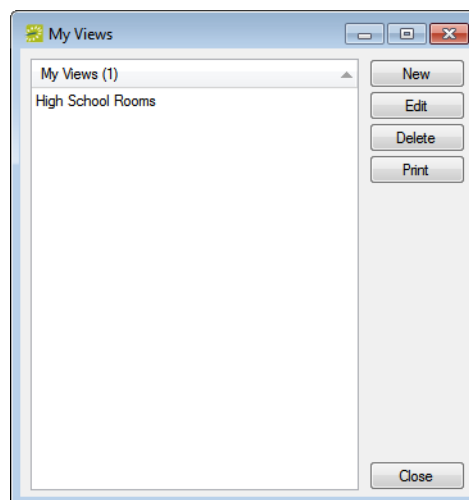 My Views
My Views (1)
High School Rooms
New
Edit
Delete
Print
Close